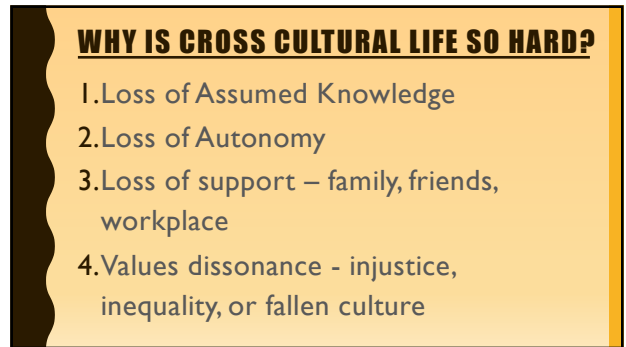 WHY IS CROSS CULTURAL LIFE SO HARD?
1.Loss of Assumed Knowledge
2.Loss of Autonomy
3.Loss of support – family, friends,
workplace
4.Values dissonance - injustice,
inequality, or fallen culture